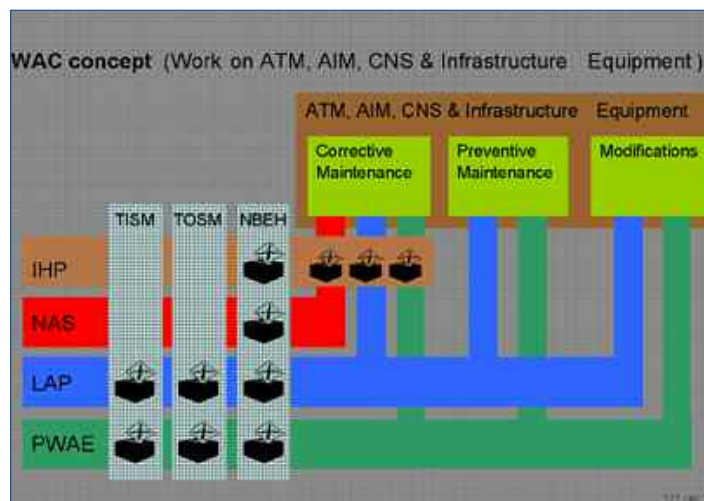 WAC concept (Work on ATM, AIM, CNS & Infrastructure Equipment )
ATM, AIM, CNS & Infrastructure Equipment
Corrective
Maintenance
Preventive
Maintenance
Modifications
TISM TOSM NBEH
IHP
NAS
LAP
PWAE